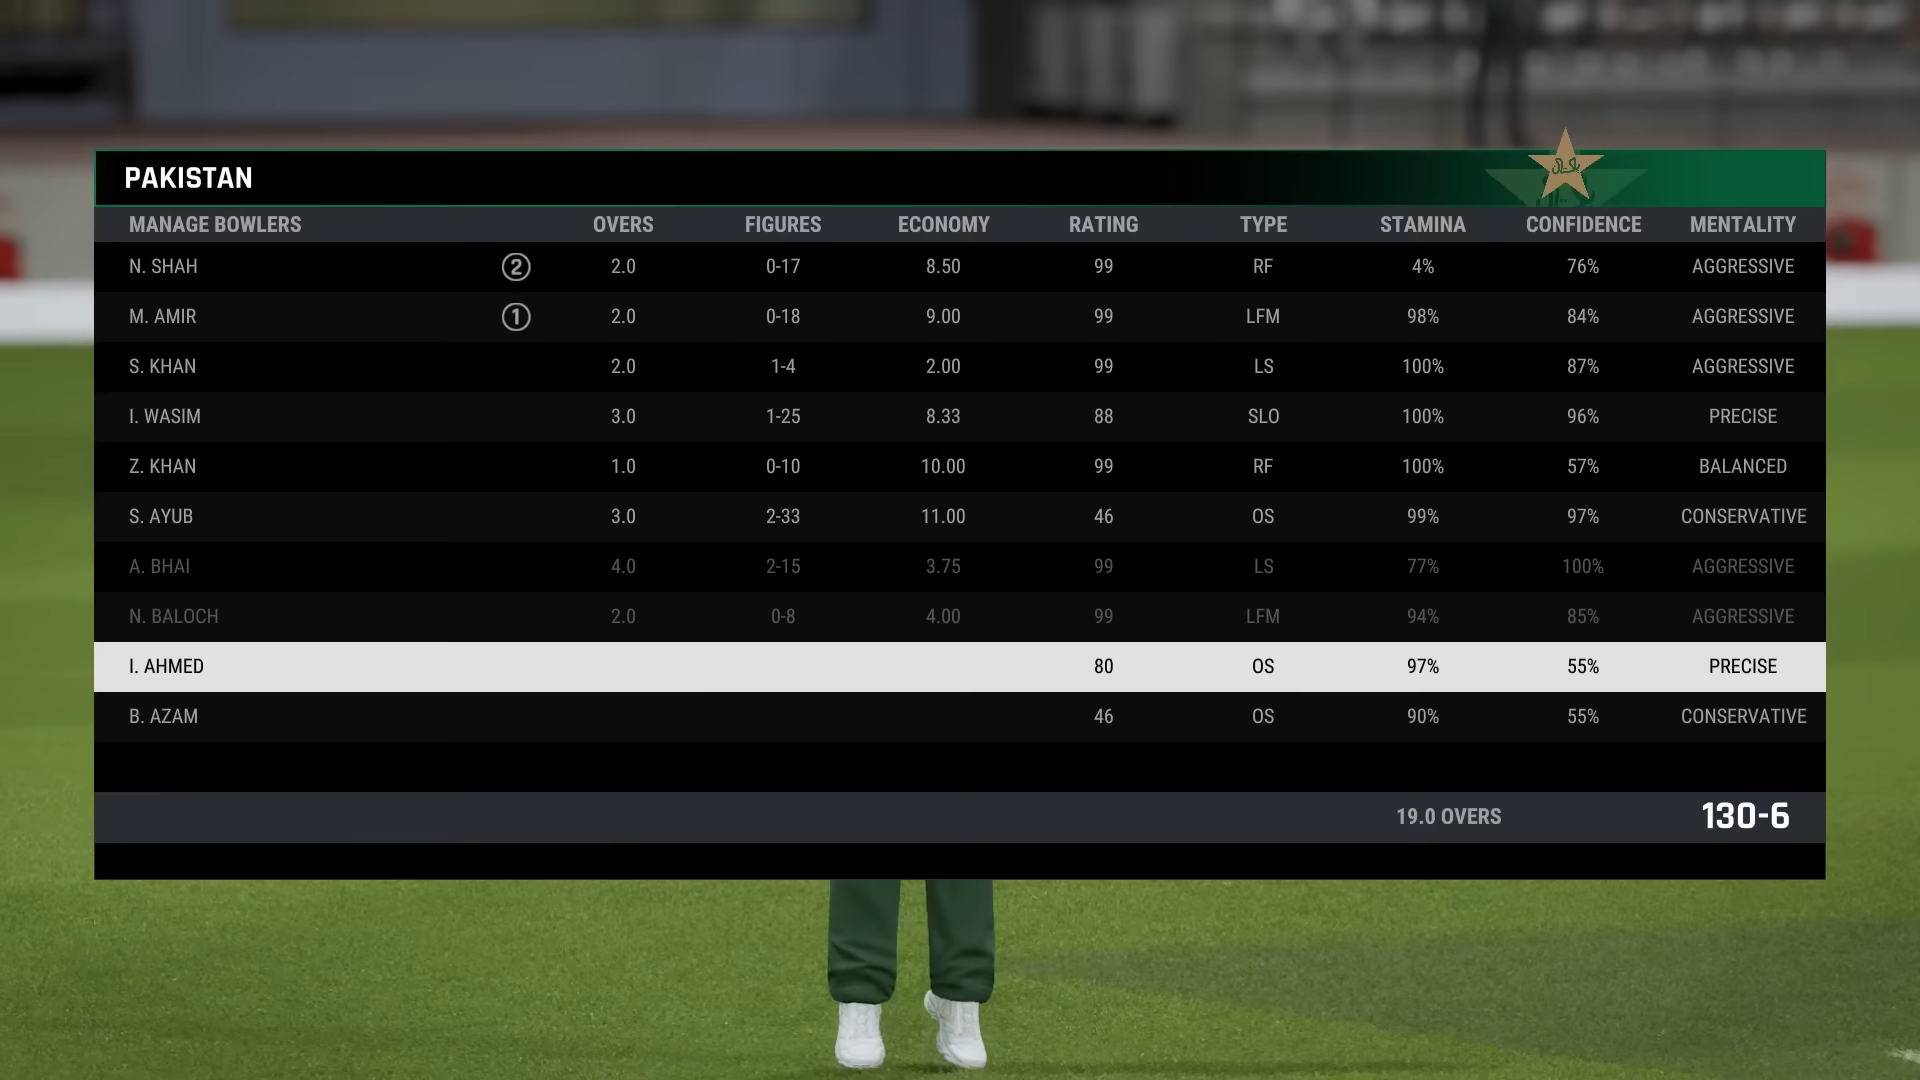 PAKISTAN
MANAGE BOWLERS OVERS FIGURES ECONOMY RATING TYPE STAMINA CONFIDENCE MENTALITY
N. SHAH 2 2.0 0-17 8.50 99 RF 4% 76% AGGRESSIVE
M. AMIR 1 2.0 0-18 9.00 99 LFM 98% 84% AGGRESSIVE
S. KHAN 2.0 1-4 2.00 99 LS 100% 87% AGGRESSIVE
I. WASIM 3.0 1-25 8.33 88 SLO 100% 96% PRECISE
Z. KHAN 1.0 0-10 10.00 99 RF 100% 57% BALANCED
S. AYUB 3.0 2-33 11.00 46 OS 99% 97% CONSERVATIVE
A. BHAI 4.0 2-15 3.75 99 LS 77% 100% AGGRESSIVE
N. BALOCH 2.0 0-8 4.00 99 LFM 94% 85% AGGRESSIVE
I. AHMED 80 OS 97% 55% PRECISE
B. AZAM 46 OS 90% 55% CONSERVATIVE
19.0 OVERS 130-6